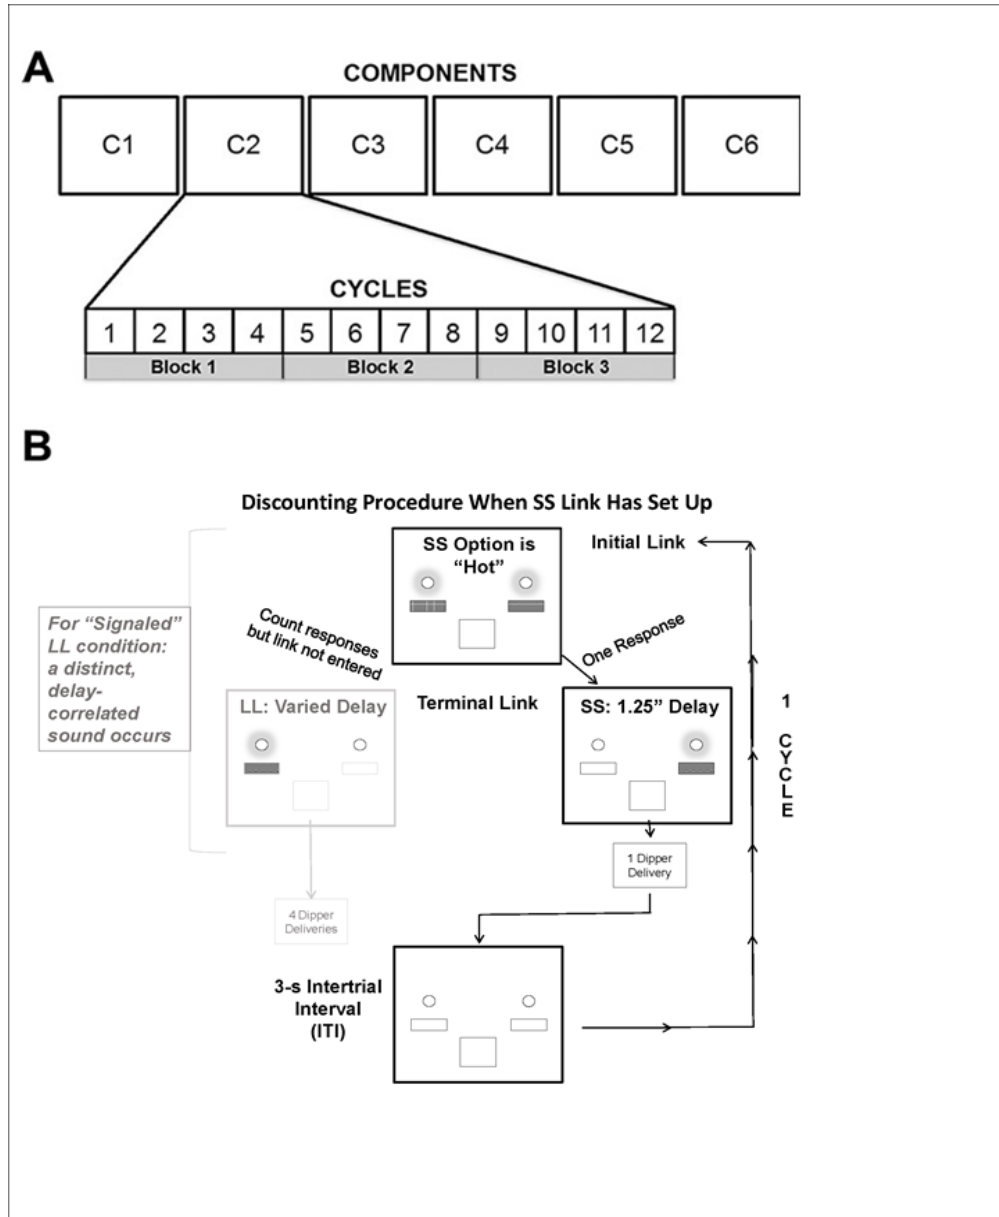 A
COMPONENTS
C1 C2 C3 C4 C5 C6
CYCLES
1 2 3 4 5 6 7 8 9 10 11 12
Block 1 Block 2 Block 3
B
Discounting Procedure When SS Link Has Set Up
SS Option is
“Hot”
Initial Link
For “Signaled”
LL condition:
a distinct,
delay-
correlated
sound occurs
Count responses
but link not entered
One Response
LL: Varied Delay
Terminal Link
SS: 1.25” Delay
1
CYCLE
1 Dipper
Delivery
4 Dipper
Deliveries
3-s Intertrial
Interval
(ITI)